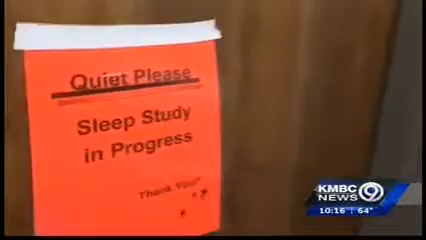 Quiet Please
Sleep Study
in Progress
Thank You!
KMBC 9
NEWS
10:16 64°